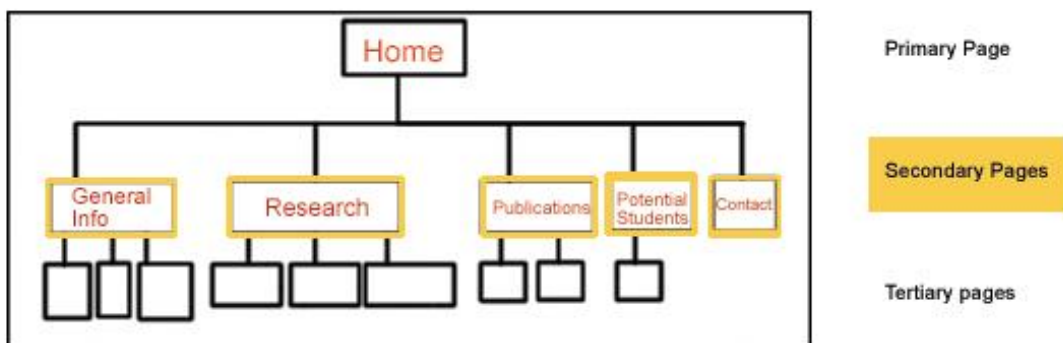 Home
Primary Page
General
Info
Research
Publications
Potential
Students
Contact
Secondary Pages
Tertiary pages